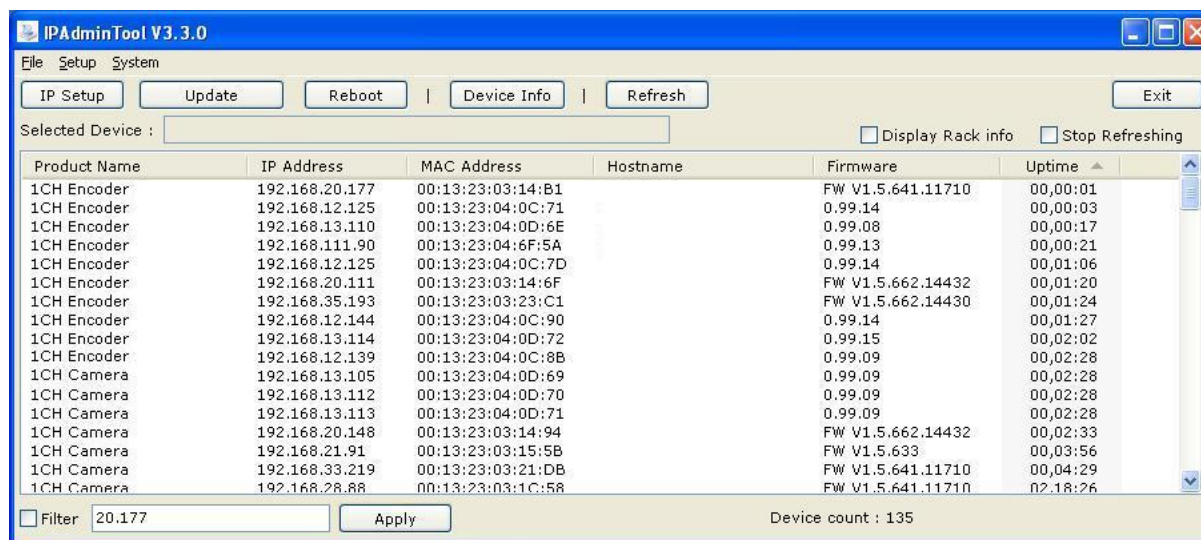 IPAdminTool V3.3.0
File Setup System
IP Setup Update Reboot | Device Info | Refresh Exit
Selected Device : Display Rack info Stop Refreshing
Product Name IP Address MAC Address Hostname Firmware Uptime
1CH Encoder 192.168.20.177 00:13:23:03:14:B1 FW V1.5.641.11710 00,00:01
1CH Encoder 192.168.12.125 00:13:23:04:0C:71 0.99.14 00,00:03
1CH Encoder 192.168.13.110 00:13:23:04:0D:6E 0.99.08 00,00:17
1CH Encoder 192.168.111.90 00:13:23:04:6F:5A 0.99.13 00,00:21
1CH Encoder 192.168.12.125 00:13:23:04:0C:7D 0.99.14 00,01:06
1CH Encoder 192.168.20.111 00:13:23:03:14:6F FW V1.5.662.14432 00,01:20
1CH Encoder 192.168.35.193 00:13:23:03:23:C1 FW V1.5.662.14430 00,01:24
1CH Encoder 192.168.12.144 00:13:23:04:0C:90 0.99.14 00,01:27
1CH Encoder 192.168.13.114 00:13:23:04:0D:72 0.99.15 00,02:02
1CH Encoder 192.168.12.139 00:13:23:04:0C:8B 0.99.09 00,02:28
1CH Camera 192.168.13.105 00:13:23:04:0D:69 0.99.09 00,02:28
1CH Camera 192.168.13.112 00:13:23:04:0D:70 0.99.09 00,02:28
1CH Camera 192.168.13.113 00:13:23:04:0D:71 0.99.09 00,02:28
1CH Camera 192.168.20.148 00:13:23:03:14:94 FW V1.5.662.14432 00,02:33
1CH Camera 192.168.21.91 00:13:23:03:15:5B FW V1.5.633 00,03:56
1CH Camera 192.168.33.219 00:13:23:03:21:DB FW V1.5.641.11710 00,04:29
1CH Camera 192.168.28.88 00:13:23:03:1C:58 FW V1.5.641.11710 02,18:26
Filter 20.177 Apply Device count : 135